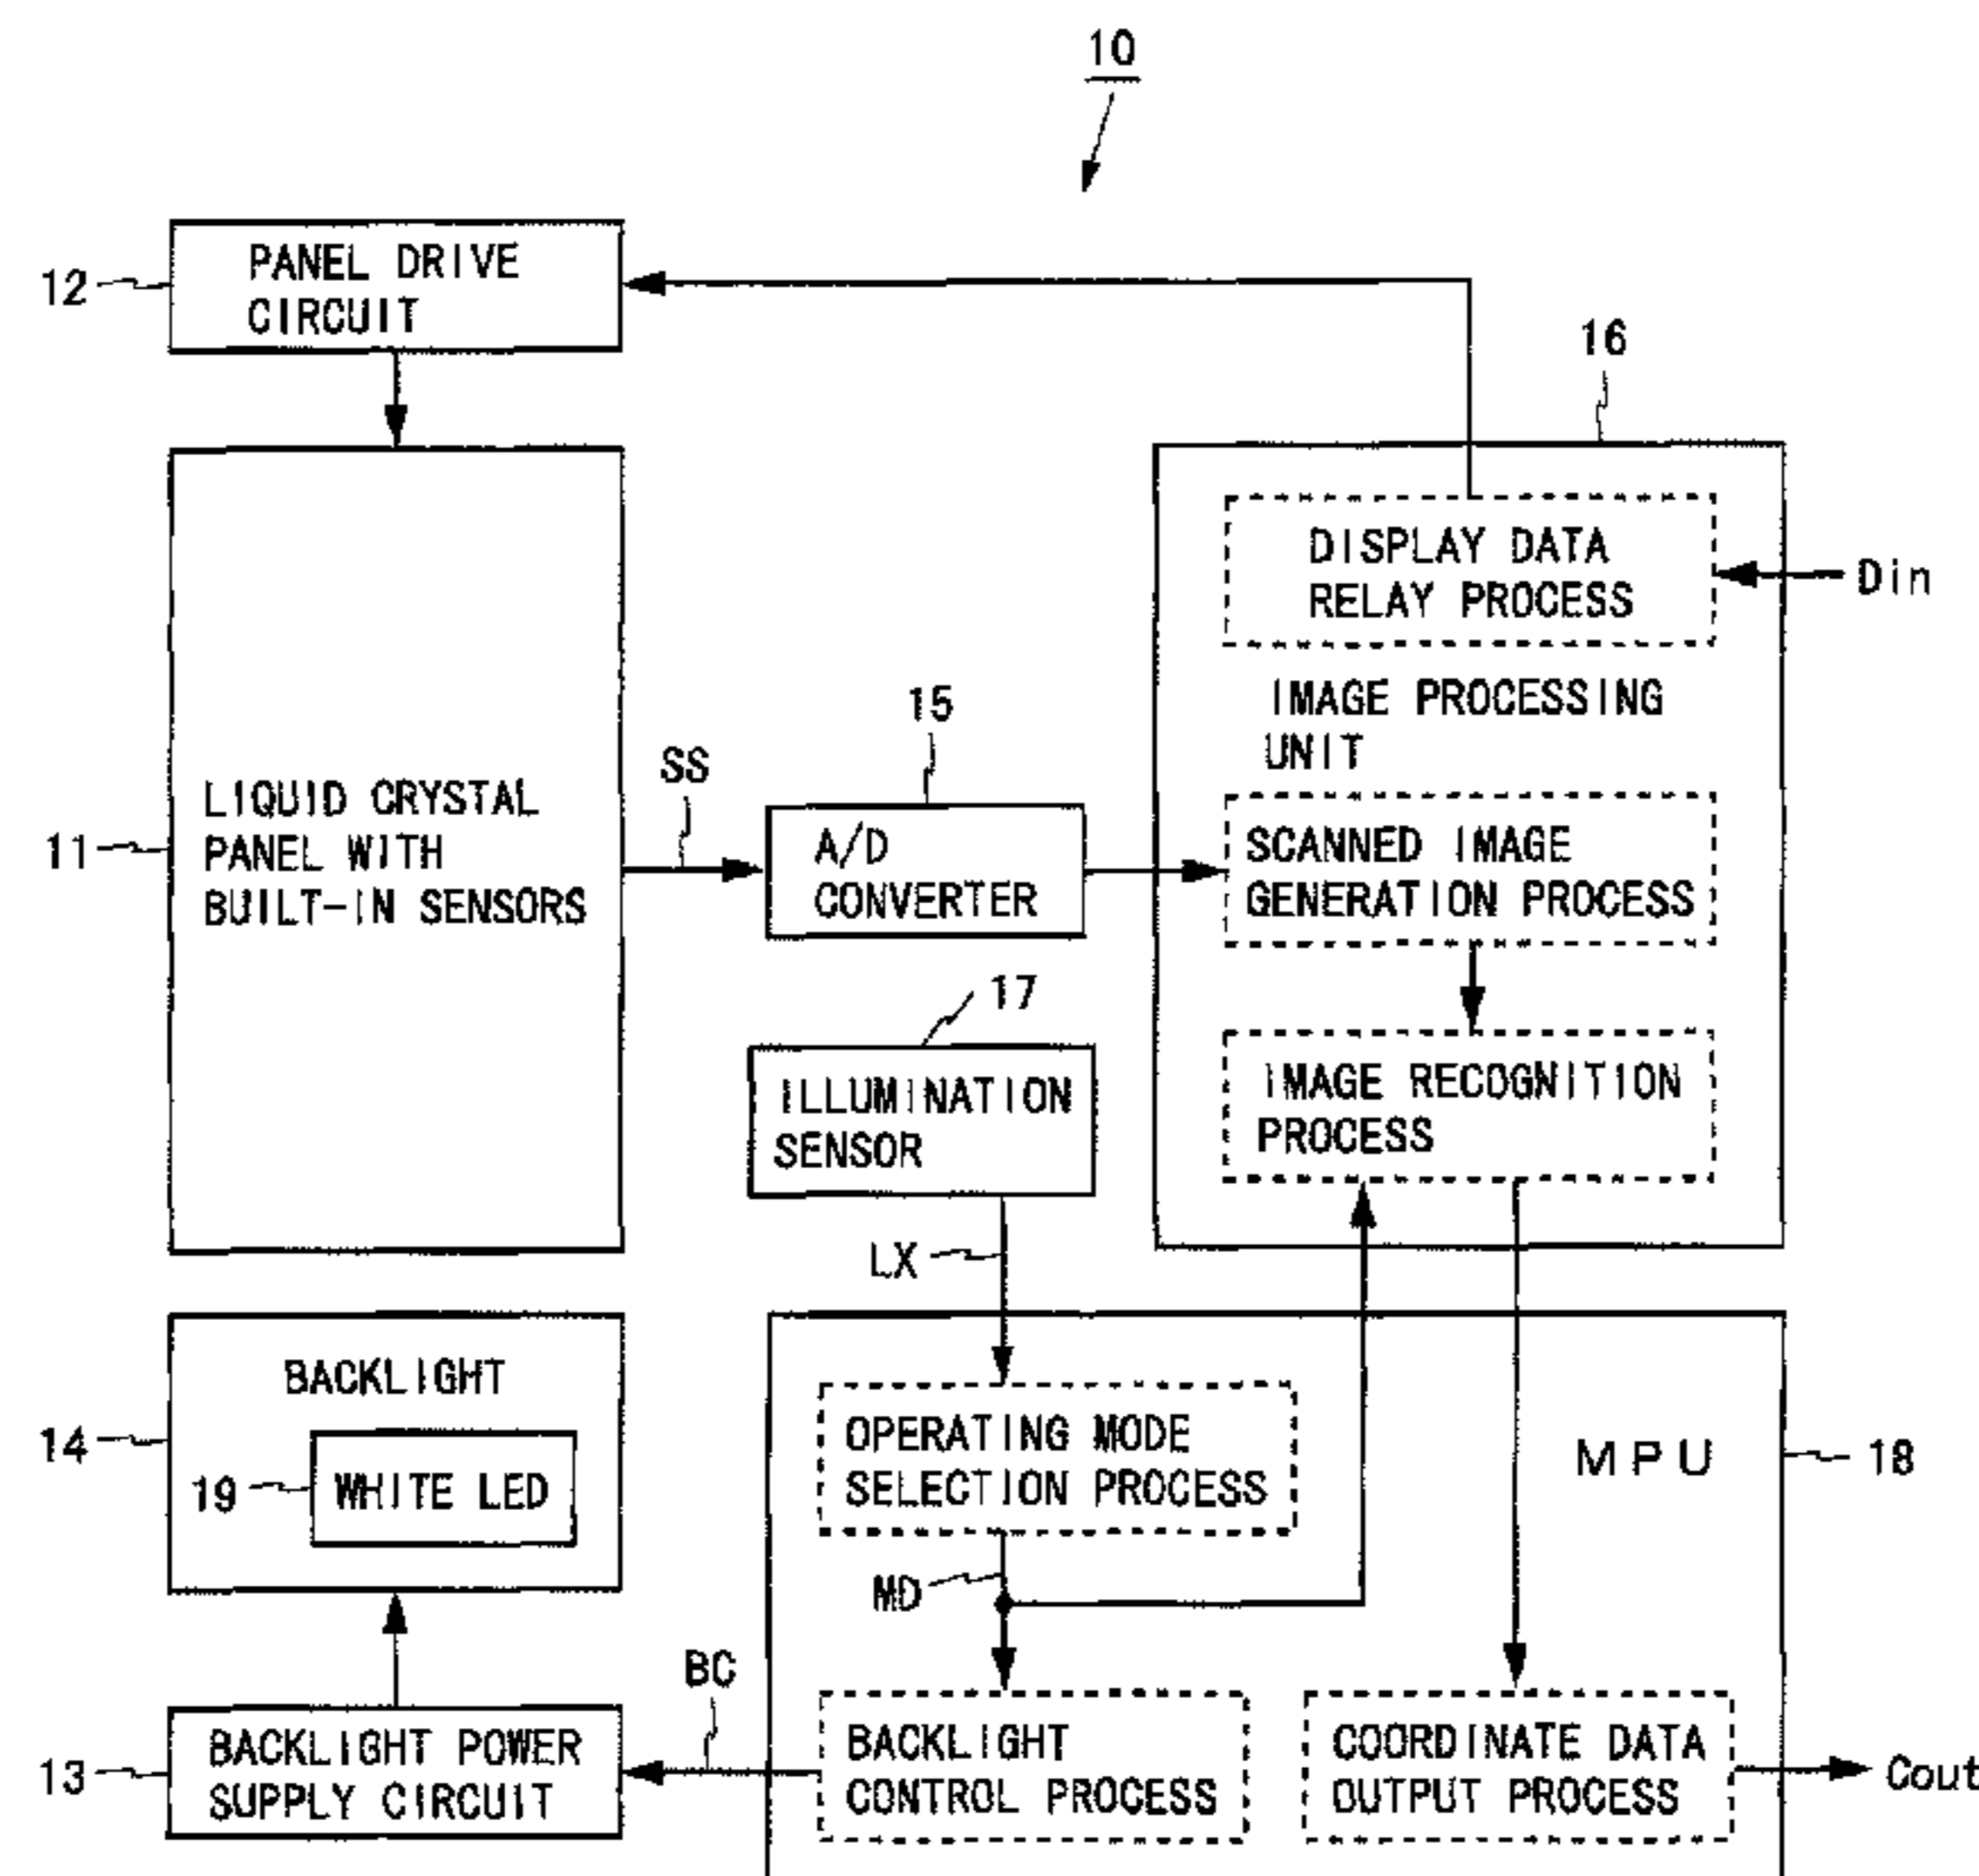 10
12
PANEL DRIVE
CIRCUIT
16
DISPLAY DATA
RELAY PROCESS
Din
IMAGE PROCESSING
UNIT
11
LIQUID CRYSTAL
PANEL WITH
BUILT-IN SENSORS
SS
15
A/D
CONVERTER
SCANNED IMAGE
GENERATION PROCESS
17
ILLUMINATION
SENSOR
IMAGE RECOGNITION
PROCESS
LX
14
BACKLIGHT
19
WHITE LED
OPERATING MODE
SELECTION PROCESS
MPU
18
MD
BC
13
BACKLIGHT POWER
SUPPLY CIRCUIT
BACKLIGHT
CONTROL PROCESS
COORDINATE DATA
OUTPUT PROCESS
Cout